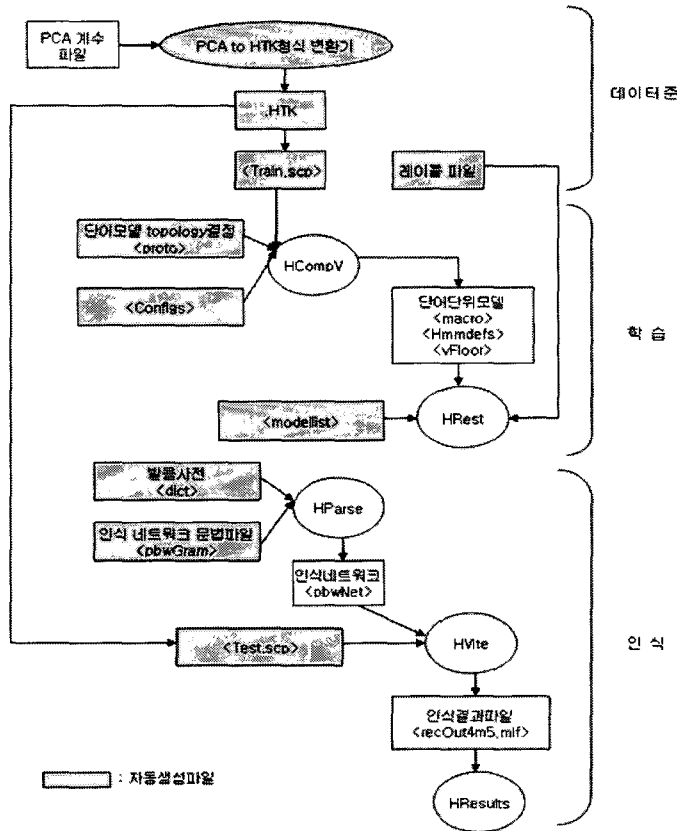 PCA 계수
파일
PCA to HTK형식 변환기
데이터준
.HTK
<Train.scp>
레이블 파일
단어모델 topology결정
<proto>
HCompV
<Configs>
단어단위모델
<macro>
<Hmmdefs>
<vFloor>
학 습
<modellist>
HRest
발음사전
<dict>
HParse
인식 네트워크 문법파일
<pbwGram>
인식네트워크
<pbwNet>
<Test.scp>
HVite
인 식
인식결과파일
<recOut4m5.mlf>
: 자동생성파일
HResults